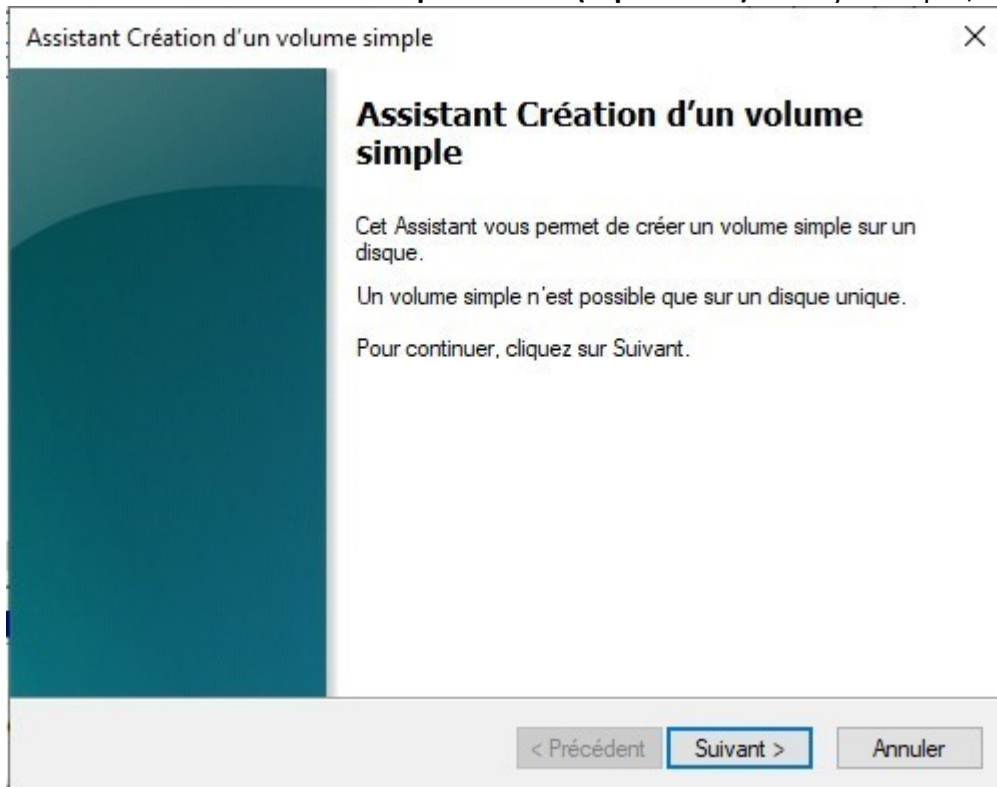 Assistant Création d'un volume simple
Assistant Création d'un volume
simple
Cet Assistant vous permet de créer un volume simple sur un
disque.
Un volume simple n'est possible que sur un disque unique.
Pour continuer, cliquez sur Suivant.
< Précédent Suivant > Annuler